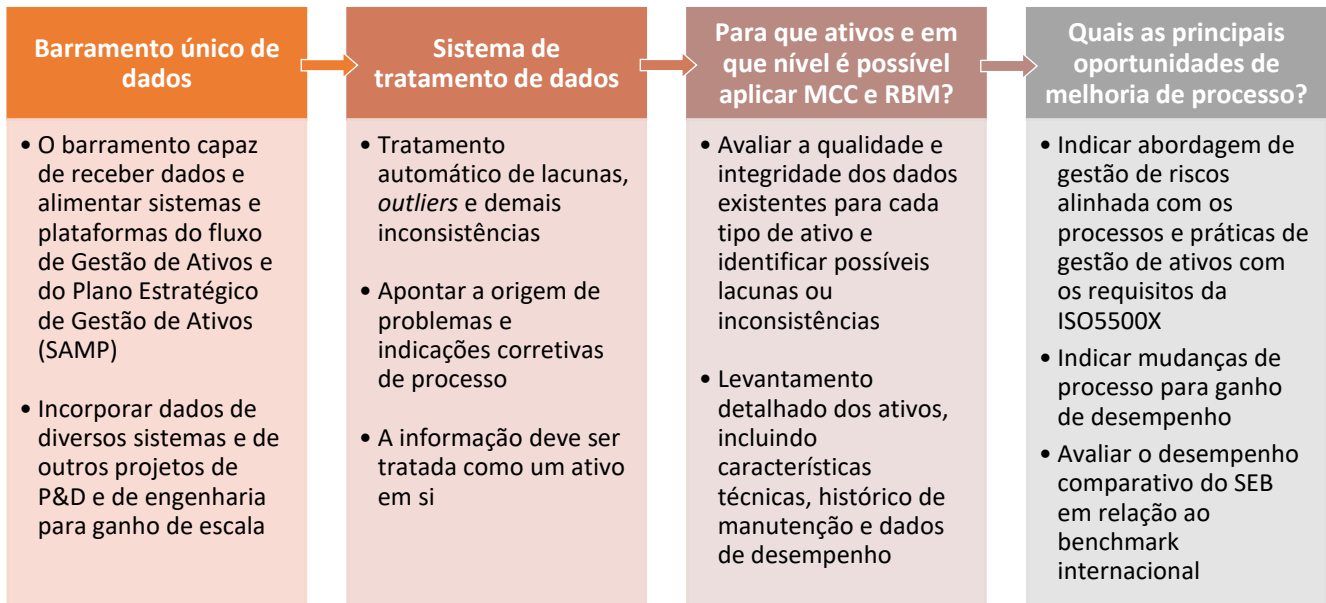 Barramento único de
dados
• O barramento capaz
de receber dados e
alimentar sistemas e
plataformas do fluxo
de Gestão de Ativos e
do Plano Estratégico
de Gestão de Ativos
(SAMP)
• Incorporar dados de
diversos sistemas e de
outros projetos de
P&D e de engenharia
para ganho de escala
Sistema de
tratamento de dados
• Tratamento
automático de lacunas,
outliers e demais
inconsistências
• Apontar a origem de
problemas e
indicações corretivas
de processo
• A informação deve ser
tratada como um ativo
em si
Para que ativos e em
que nível é possível
aplicar MCC e RBM?
• Avaliar a qualidade e
integridade dos dados
existentes para cada
tipo de ativo e
identificar possíveis
lacunas ou
inconsistências
• Levantamento
detalhado dos ativos,
incluindo
características
técnicas, histórico de
manutenção e dados
de desempenho
Quais as principais
oportunidades de
melhoria de processo?
• Indicar abordagem de
gestão de riscos
alinhada com os
processos e práticas de
gestão de ativos com
os requisitos da
ISO5500X
• Indicar mudanças de
processo para ganho
de desempenho
• Avaliar o desempenho
comparativo do SEB
em relação ao
benchmark
internacional